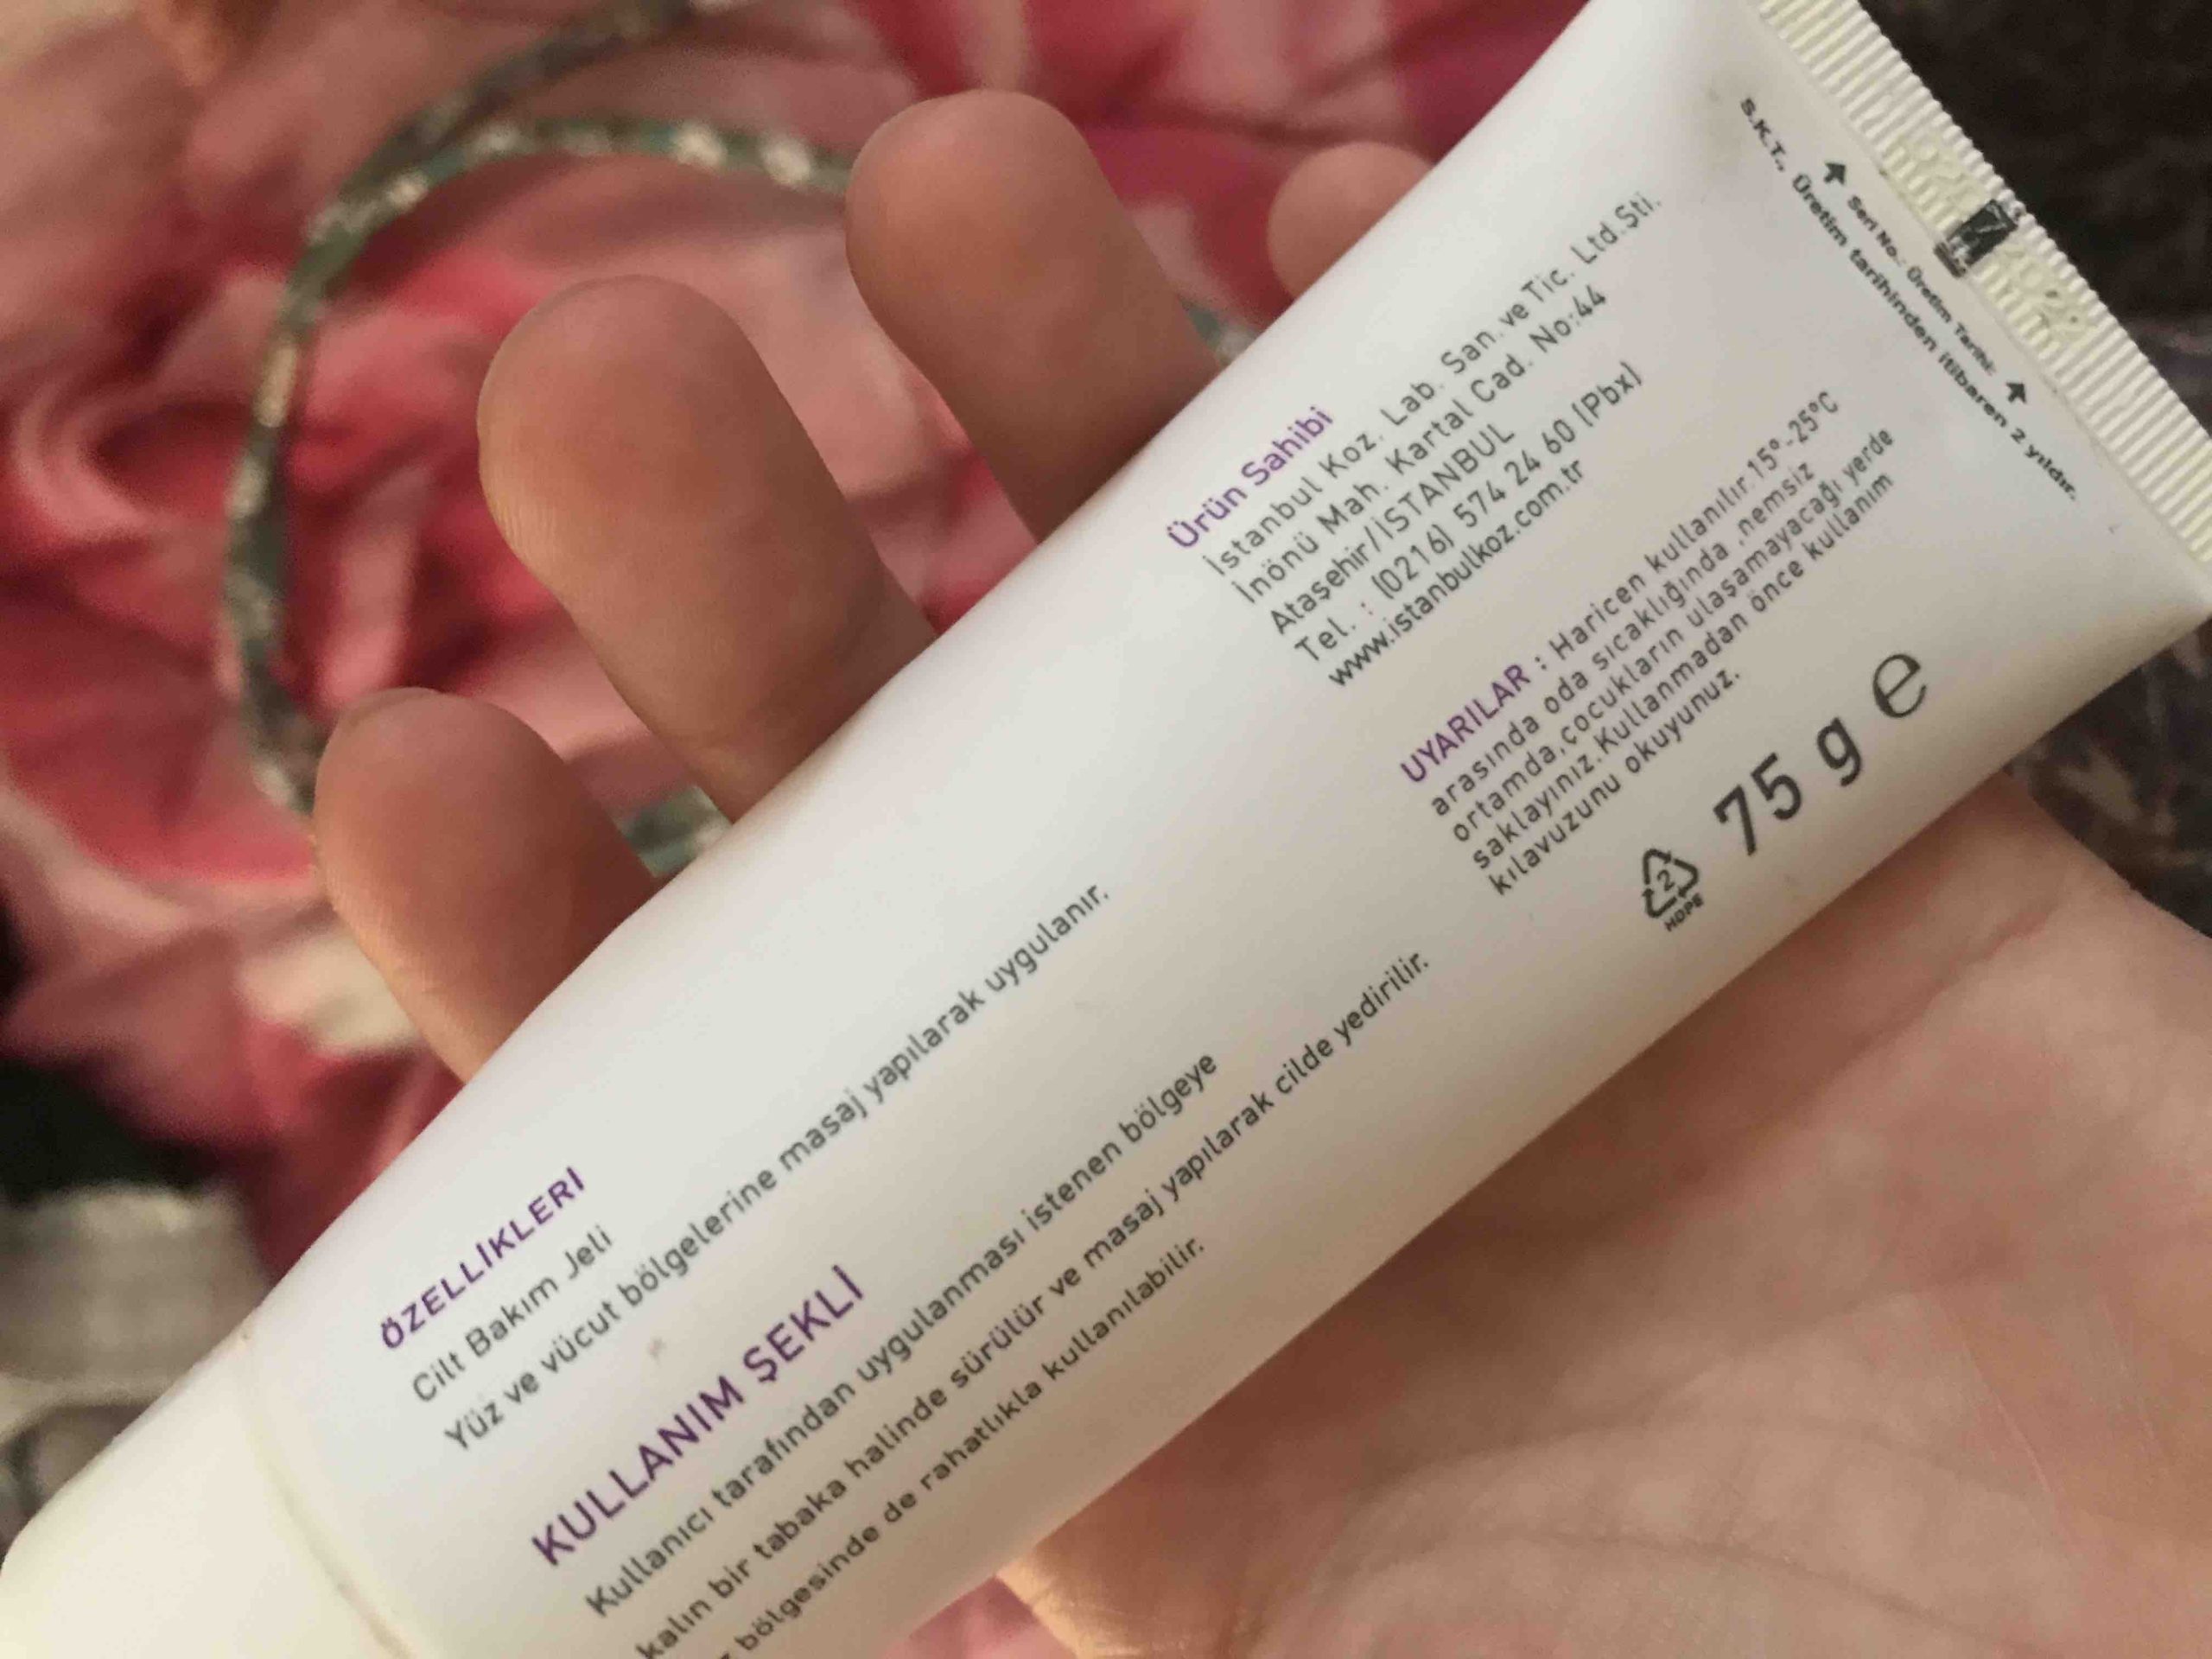 ÖZELLİKLERI
Cilt Bakım Jeli
Yüz ve vücut bölgelerine masaj yapılarak uygulanır.
KULLANIM ŞEKLİ
Kullanıcı tarafından uygulanması istenen bölgeye
kalın bir tabaka halinde sürülür ve masaj yapılarak cilde yedirilir.
bölgesinde de rahatlıkla kullanılabilir.
Ürün Sahibi
İstanbul Koz. Lab. San. ve Tic. Ltd.Sti.
İnönü Mah. Kartal Cad. No:44
Ataşehir/İSTANBUL
Tel. : (0216) 574 24 60 (Pbx)
www.istanbulkoz.com.tr
UYARILAR : Haricen kullanılır.15°-25°C
arasında oda sıcaklığında ,nemsiz
ortamda,çocukların ulaşamayacağı yerde
saklayınız.Kullanmadan önce kullanım
kılavuzunu okuyunuz.
2
HDPE
75 g e
Seri No.- Üretim Tarihi:
S.K.T., Üretim tarihinden itibaren 2 yıldır.